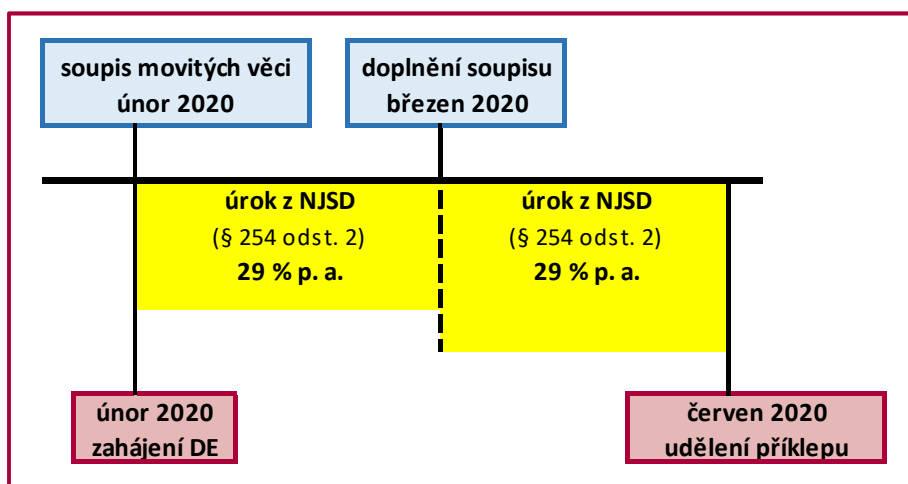 soupis movitých věci
únor 2020
doplnění soupisu
březen 2020
úrok z NJSD
(§ 254 odst. 2)
29 % p. a.
úrok z NJSD
(§ 254 odst. 2)
29 % p. a.
únor 2020
zahájení DE
červen 2020
udělení příklepu